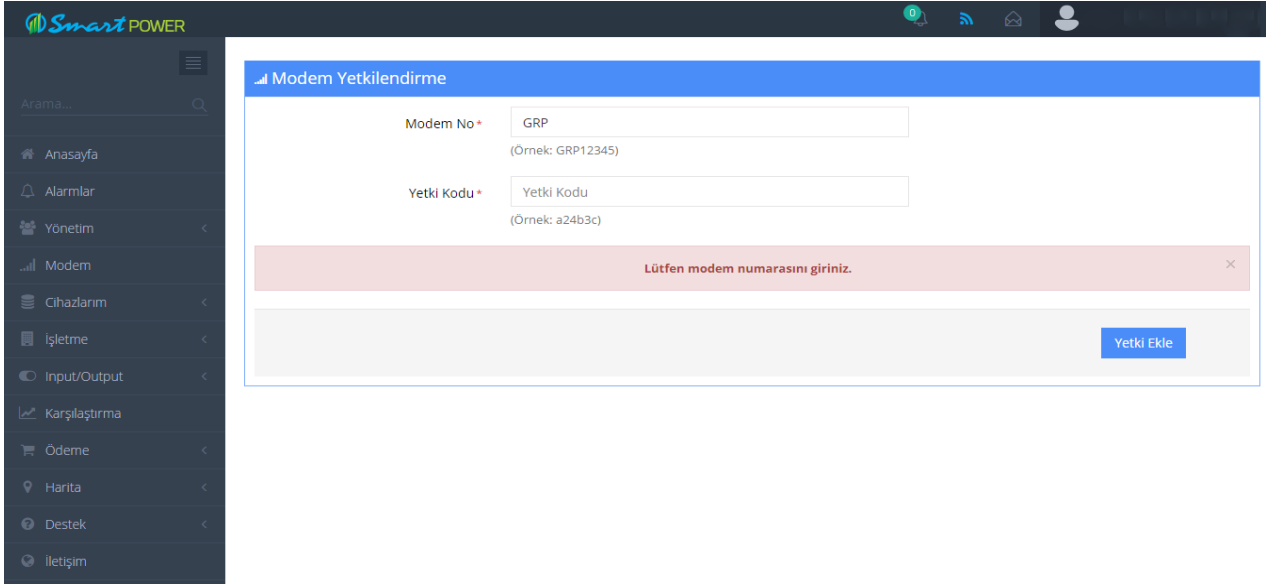 Smart POWER
0
Arama...
Anasayfa
Alarmlar
Yönetim
Modem
Cihazlarım
İşletme
Input/Output
Karşılaştırma
Ödeme
Harita
Destek
İletişim
Modem Yetkilendirme
Modem No *
GRP
(Örnek: GRP12345)
Yetki Kodu *
Yetki Kodu
(Örnek: a24b3c)
Lütfen modem numarasını giriniz.
×
Yetki Ekle